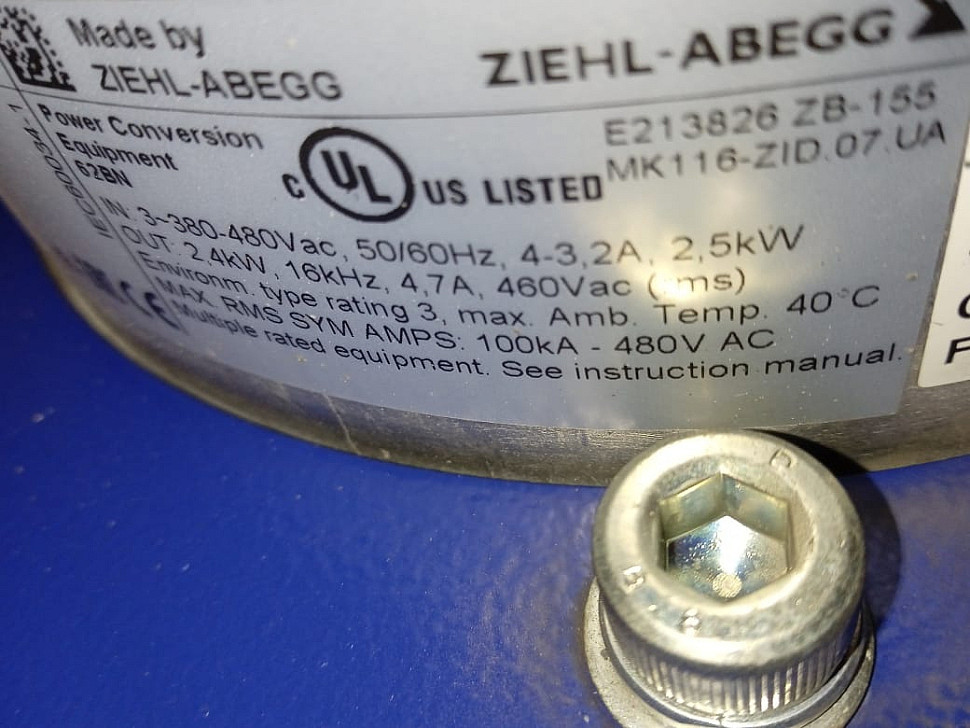 Made by
ZIEHL-ABEGG
ZIEHL-ABEGG
IEC60034-1
Power Conversion
Equipment
62BN
C UL US LISTED
E213826 ZB-155
MK116-ZID.07.UA
IN: 3~380-480Vac, 50/60Hz, 4-3,2A, 2,5kW
OUT: 2,4kW, 16kHz, 4,7A, 460Vac (rms)
Environm. type rating 3, max. Amb. Temp. 40°C
MAX. RMS SYM AMPS: 100kA - 480V AC
Multiple rated equipment. See instruction manual.
CE